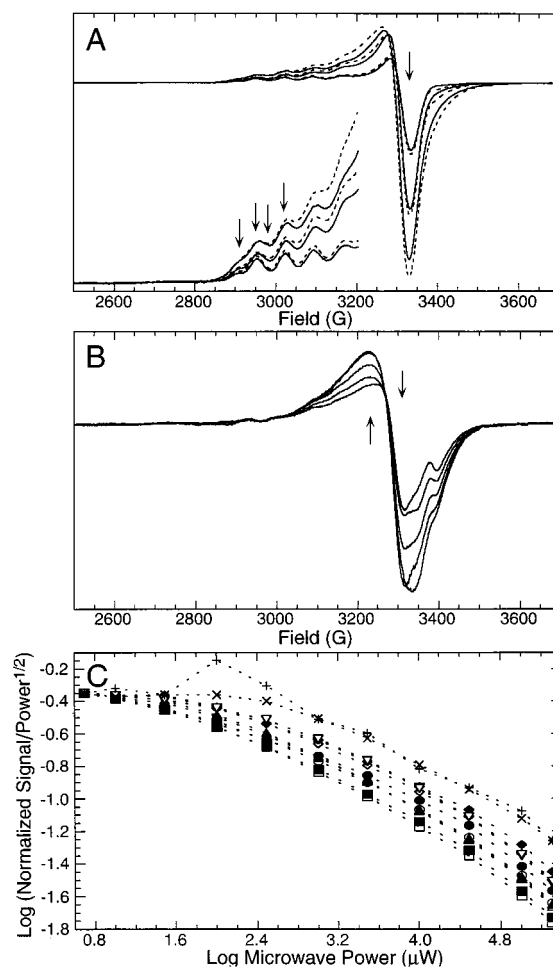 A
2600 2800 3000 3200 3400 3600
Field (G)
B
2600 2800 3000 3200 3400 3600
Field (G)
C
Log (Normalized Signal/Power1/2)
-0.2
-0.4
-0.6
-0.8
-1.0
-1.2
-1.4
-1.6
-1.8
0.8 1.6 2.4 3.2 4.0 4.8
Log Microwave Power (μW)